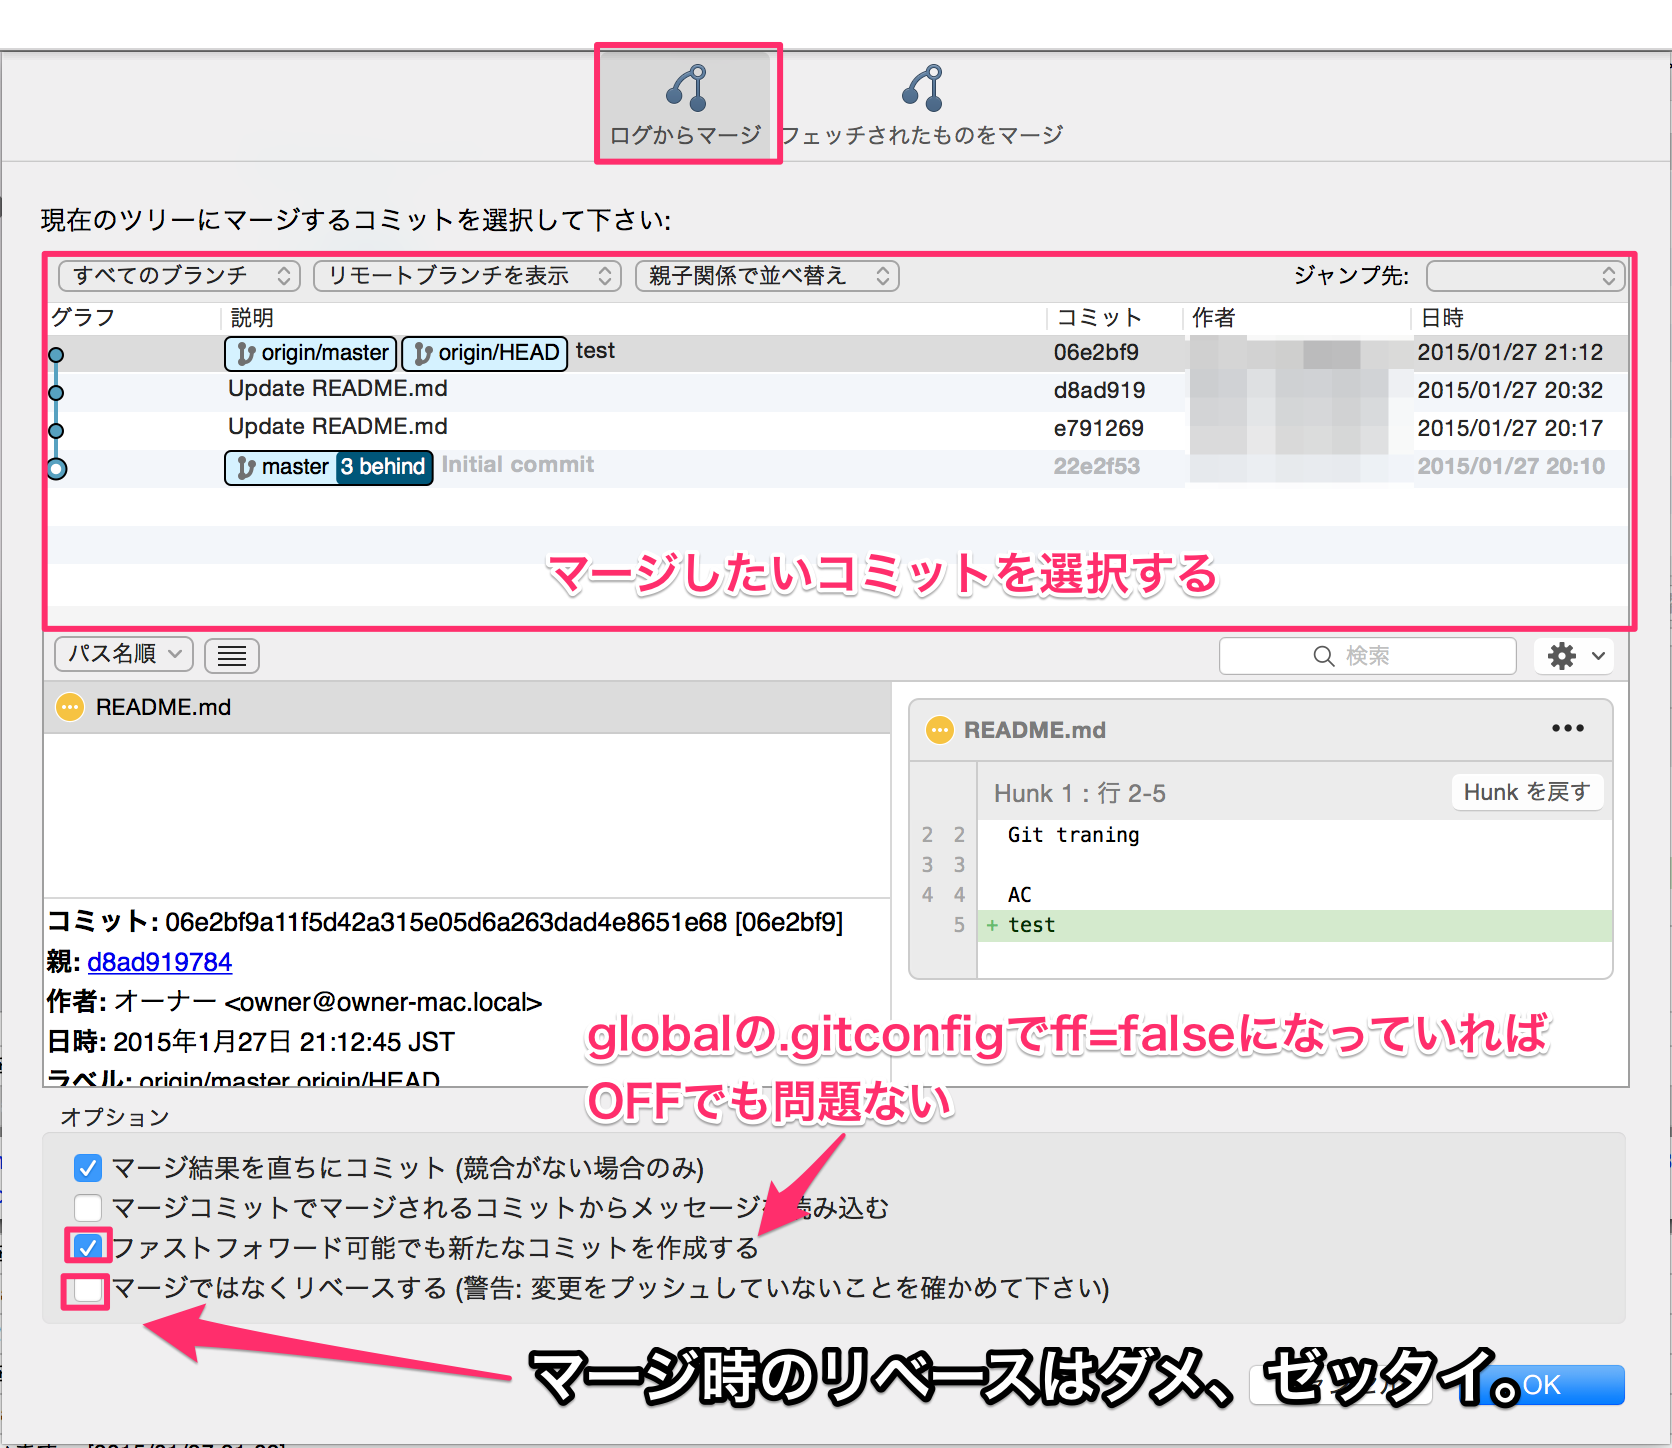 ログからマージ
フェッチされたものをマージ
現在のツリーにマージするコミットを選択して下さい:
すべてのブランチ リモートブランチを表示 親子関係で並べ替え ジャンプ先:
グラフ 説明 コミット 作者 日時
origin/master origin/HEAD test 06e2bf9 2015/01/27 21:12
Update README.md d8ad919 2015/01/27 20:32
Update README.md e791269 2015/01/27 20:17
master 3 behind Initial commit 22e2f53 2015/01/27 20:10
マージしたいコミットを選択する
パス名順 検索
README.md
README.md
Hunk 1 : 行 2-5 Hunk を戻す
2 2 Git traning
3 3
4 4 AC
5 + test
コミット: 06e2bf9a11f5d42a315e05d6a263dad4e8651e68 [06e2bf9]
親: d8ad919784
作者: オーナー <owner@owner-mac.local>
日時: 2015年1月27日 21:12:45 JST
ラベル: origin/master origin/HEAD
globalの.gitconfigでff=falseになっていれば
OFFでも問題ない
オプション
マージ結果を直ちにコミット (競合がない場合のみ)
マージコミットでマージされるコミットからメッセージを読み込む
ファストフォワード可能でも新たなコミットを作成する
マージではなくリベースする (警告: 変更をプッシュしていないことを確かめて下さい)
マージ時のリベースはダメ、ゼッタイ。
OK